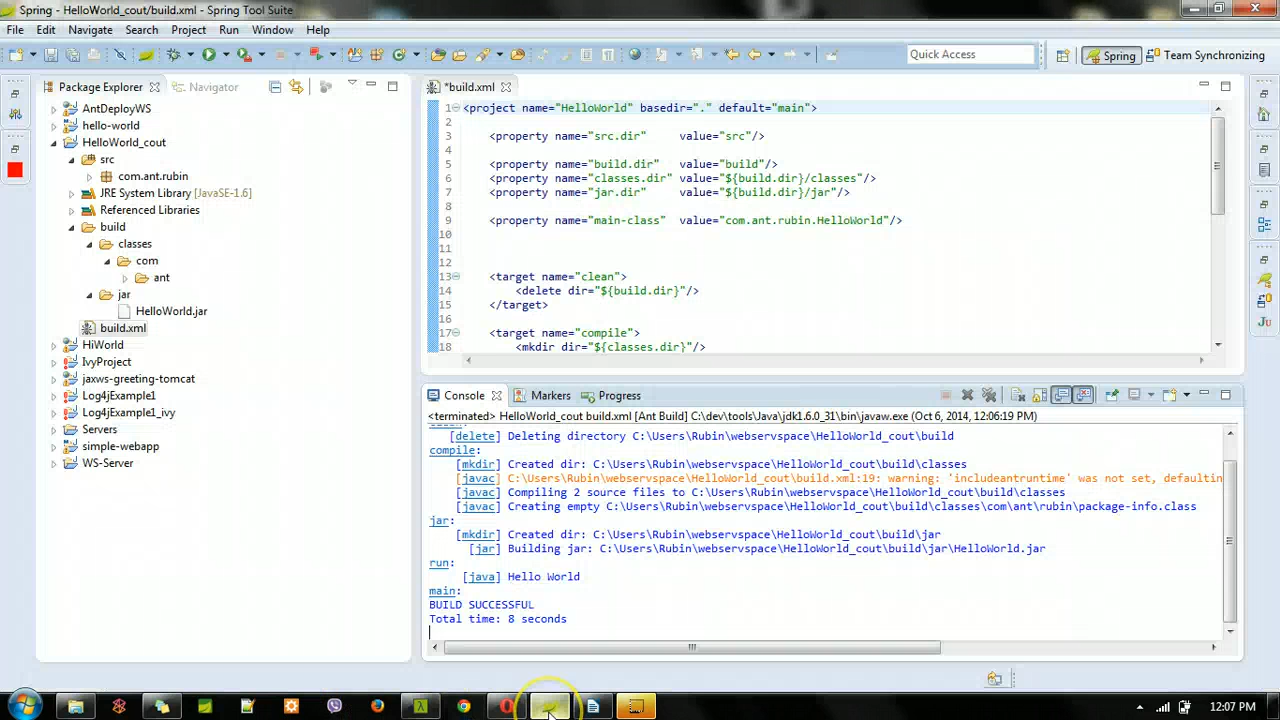 Spring - HelloWorld_cout/build.xml - Spring Tool Suite
File Edit Navigate Search Project Run Window Help
Quick Access
Spring
Team Synchronizing
Package Explorer
Navigator
AntDeployWS
hello-world
HelloWorld_cout
src
com.ant.rubin
JRE System Library [JavaSE-1.6]
Referenced Libraries
build
classes
com
ant
jar
HelloWorld.jar
build.xml
HiWorld
IvyProject
jaxws-greeting-tomcat
Log4jExample1
Log4jExample1_ivy
Servers
simple-webapp
WS-Server
*build.xml
1 <project name="HelloWorld" basedir="." default="main">
2
3 <property name="src.dir" value="src"/>
4
5 <property name="build.dir" value="build"/>
6 <property name="classes.dir" value="${build.dir}/classes"/>
7 <property name="jar.dir" value="${build.dir}/jar"/>
8
9 <property name="main-class" value="com.ant.rubin.HelloWorld"/>
10
11
12
13 <target name="clean">
14 <delete dir="${build.dir}"/>
15 </target>
16
17 <target name="compile">
18 <mkdir dir="${classes.dir}"/>
Console
Markers
Progress
<terminated> HelloWorld_cout build.xml [Ant Build] C:\dev\tools\Java\jdk1.6.0_31\bin\javaw.exe (Oct 6, 2014, 12:06:19 PM)
[delete] Deleting directory C:\Users\Rubin\webservspace\HelloWorld_cout\build
compile:
[mkdir] Created dir: C:\Users\Rubin\webservspace\HelloWorld_cout\build\classes
[javac] C:\Users\Rubin\webservspace\HelloWorld_cout\build.xml:19: warning: 'includeantruntime' was not set, defaultin
[javac] Compiling 2 source files to C:\Users\Rubin\webservspace\HelloWorld_cout\build\classes
[javac] Creating empty C:\Users\Rubin\webservspace\HelloWorld_cout\build\classes\com\ant\rubin\package-info.class
jar:
[mkdir] Created dir: C:\Users\Rubin\webservspace\HelloWorld_cout\build\jar
[jar] Building jar: C:\Users\Rubin\webservspace\HelloWorld_cout\build\jar\HelloWorld.jar
run:
[java] Hello World
main:
BUILD SUCCESSFUL
Total time: 8 seconds
12:07 PM